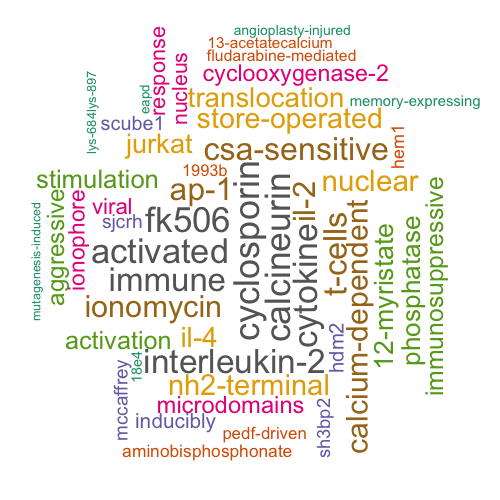 angioplasty-injured
13-acetatecalcium
fludarabine-mediated
response
nucleus
cyclooxygenase-2
lys-684lys-897
eapd
translocation
memory-expressing
scube1
store-operated
jurkat
csa-sensitive
hem1
1993b
stimulation
ap-1
nuclear
aggressive
ionophore
viral
sjcrh
fk506
cyclosporin
calcineurin
il-2
cytokine
t-cells
calcium-dependent
12-myristate
phosphatase
immunosuppressive
mutagenesis-induced
activated
immune
ionomycin
activation
il-4
interleukin-2
hdm2
mccaffrey
18e4
nh2-terminal
microdomains
inducibly
sh3bp2
pedf-driven
aminobisphosphonate